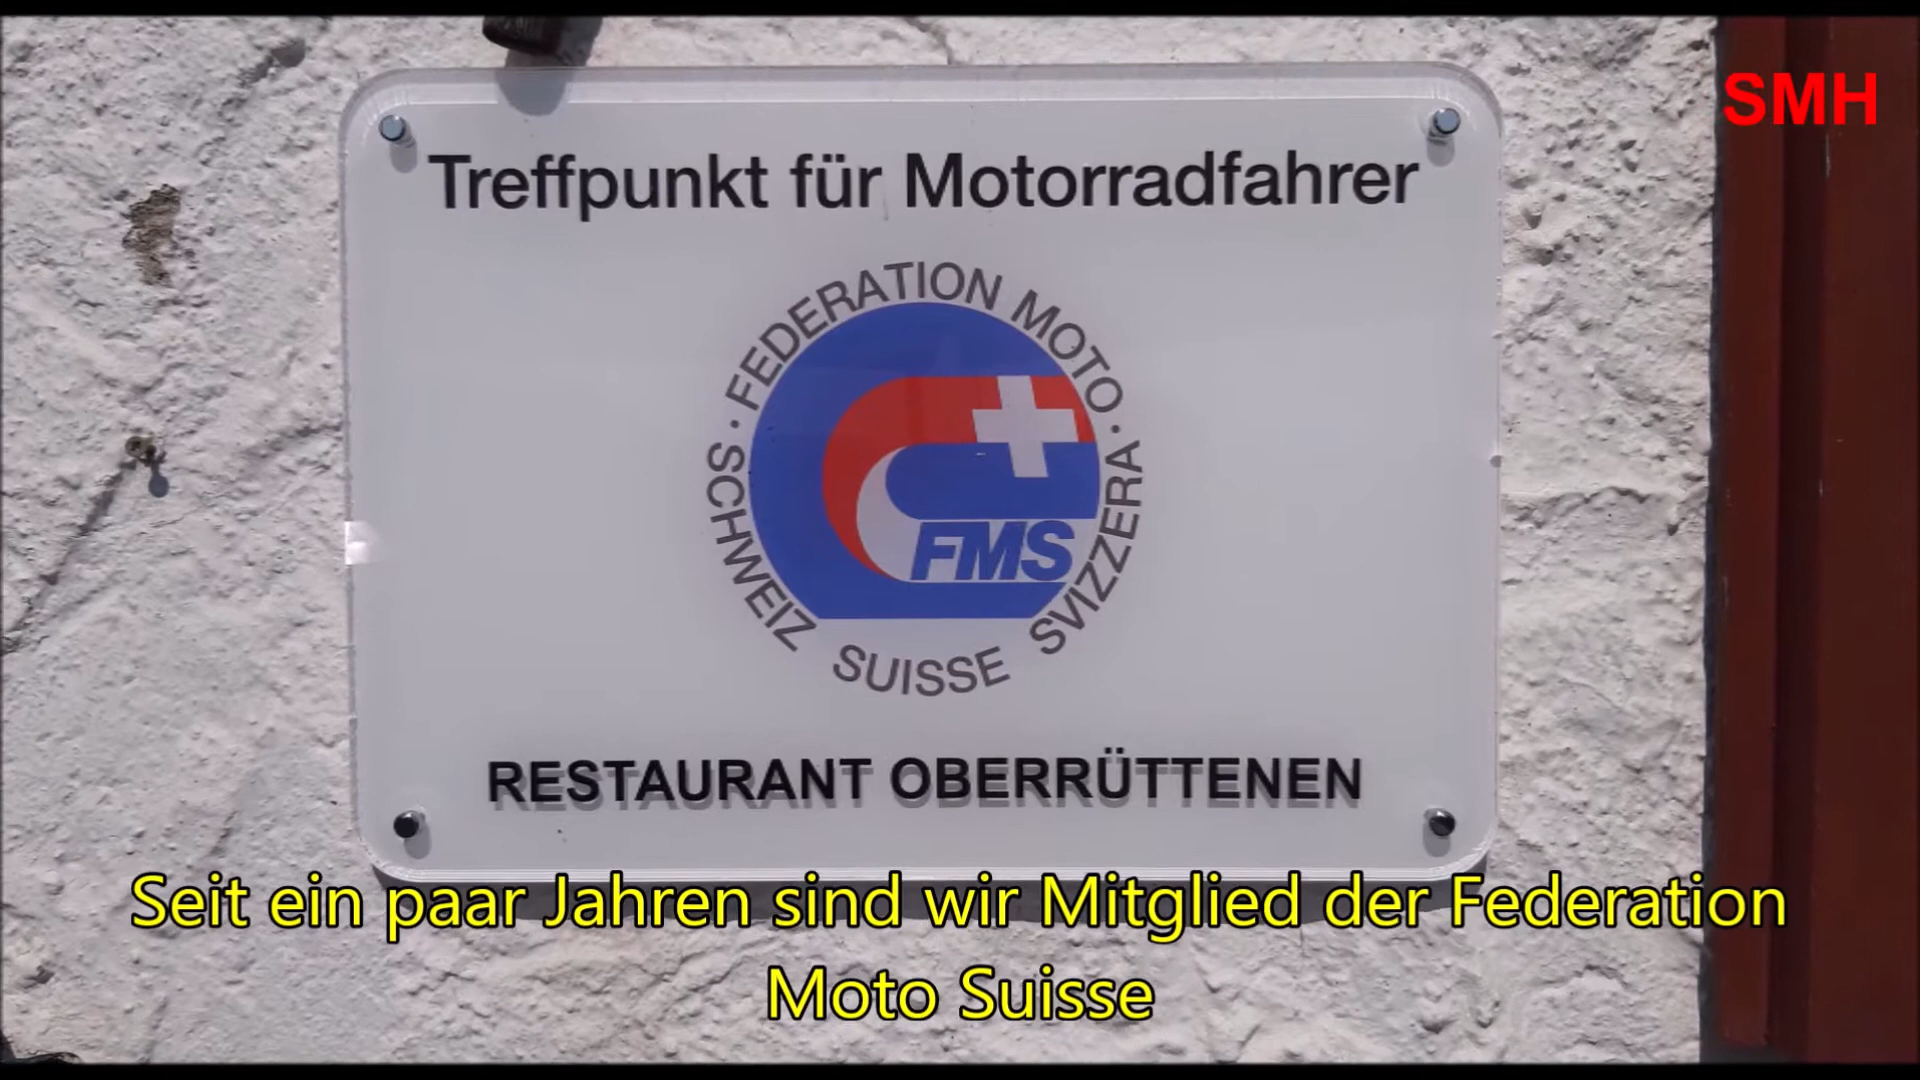 SMH
Treffpunkt für Motorradfahrer
· FEDERATION MOTO ·
SCHWEIZ SUISSE SVIZZERA
FMS
RESTAURANT OBERRÜTTENEN
Seit ein paar Jahren sind wir Mitglied der Federation
Moto Suisse